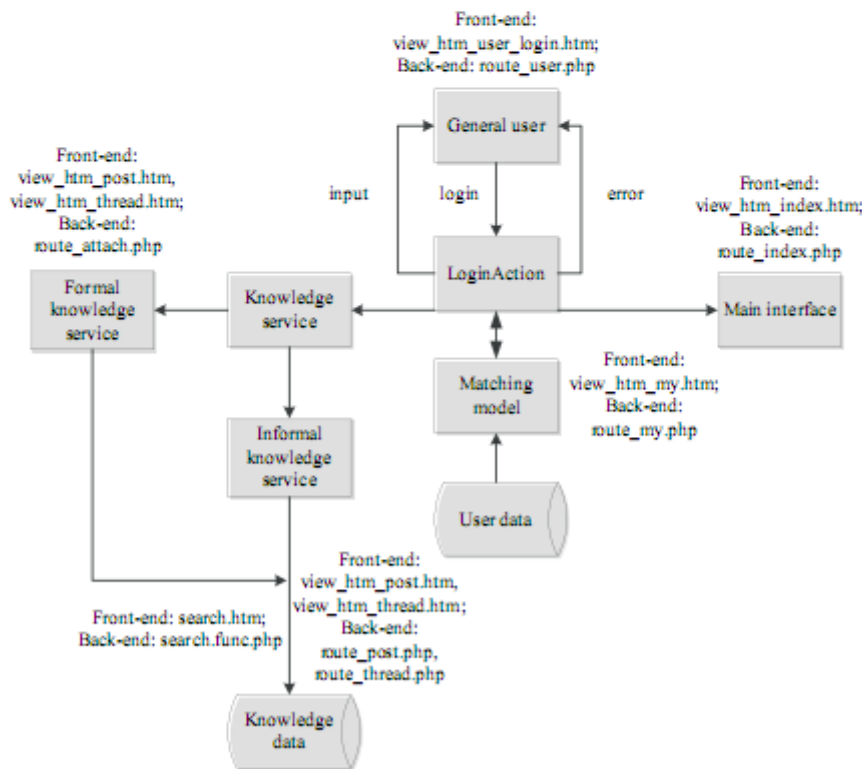 Front-end:
view_htm_user_login.htm;
Back-end: route_user.php
General user
input
login
error
Front-end:
view_htm_post.htm,
view_htm_thread.htm;
Back-end:
route_attach.php
Front-end:
view_htm_index.htm;
Back-end:
route_index.php
Formal
knowledge
service
Knowledge
service
LoginAction
Main interface
Matching
model
Front-end:
view_htm_my.htm;
Back-end:
route_my.php
Informal
knowledge
service
User data
Front-end: search.htm;
Back-end: search.func.php
Front-end:
view_htm_post.htm,
view_htm_thread.htm;
Back-end:
route_post.php,
route_thread.php
Knowledge
data